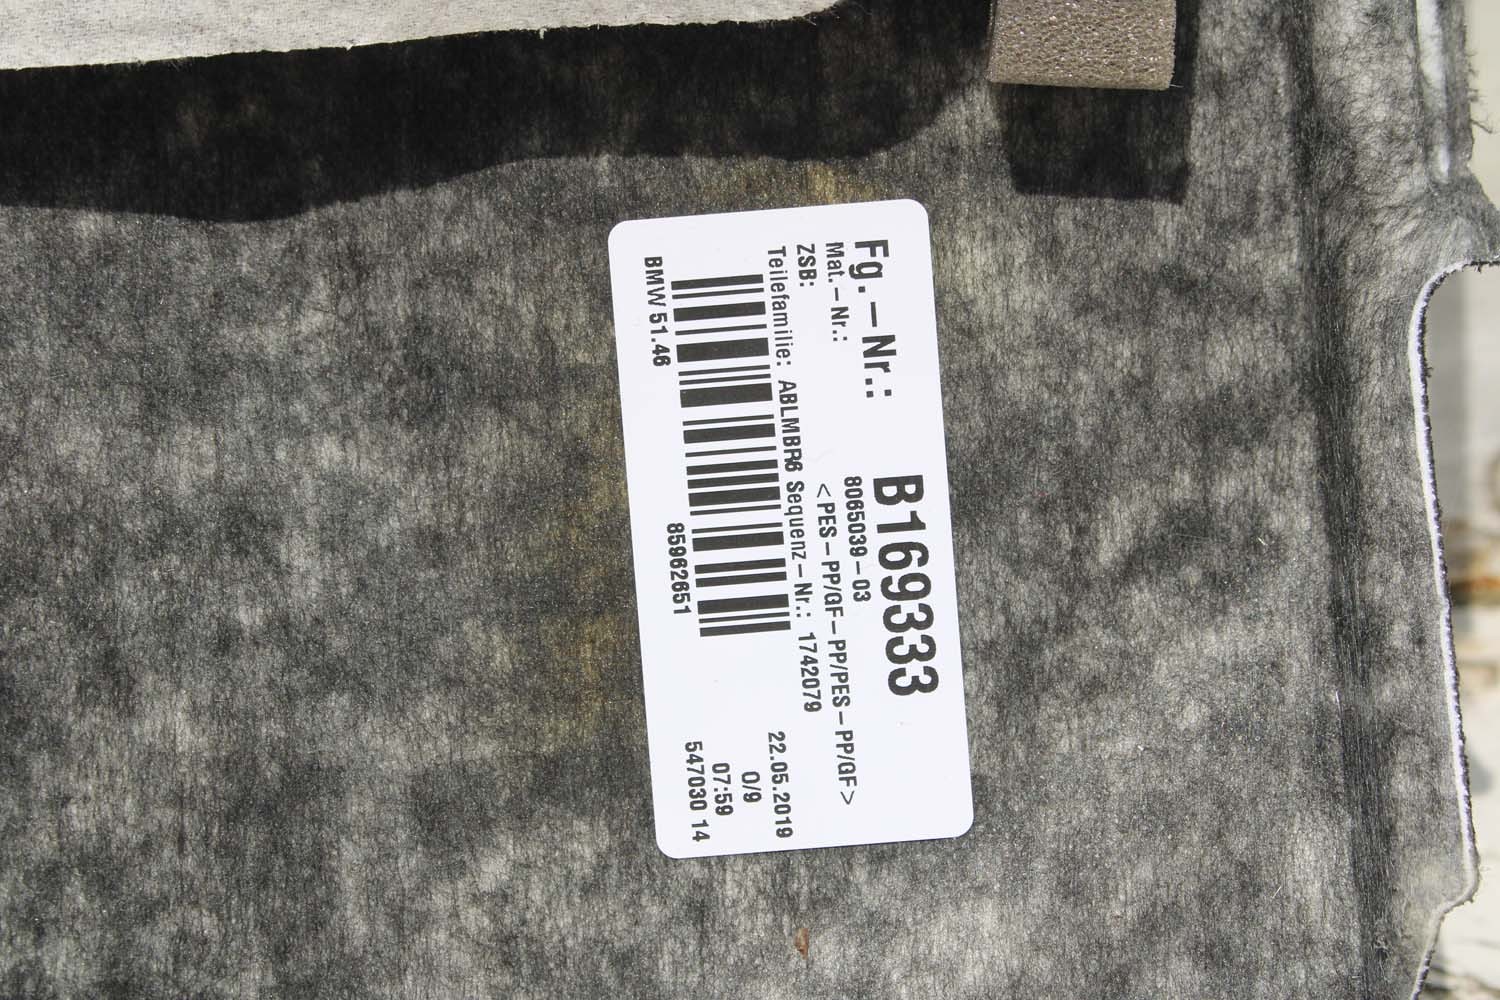 Fg.-Nr.: B169333
Mat.-Nr.: 8065039-03
ZSB: <PES-PP/GF-PP/PES-PP/GF>
Teilefamilie: ABLMBR6 Sequenz-Nr.: 1742079
22.05.2019
0/9
07:59
BMW 51.46 85962651 547030 14